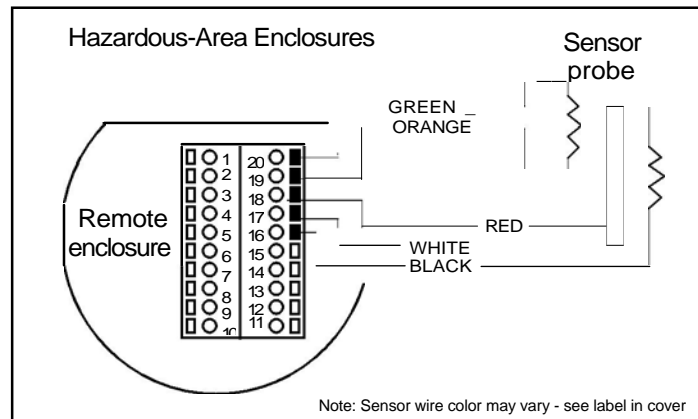 Hazardous-Area Enclosures
Sensor
probe
GREEN
ORANGE
1 20
2 19
3 18
4 17
5 16
6 15
7 14
8 13
9 12
10 11
Remote
enclosure
RED
WHITE
BLACK
Note: Sensor wire color may vary - see label in cover